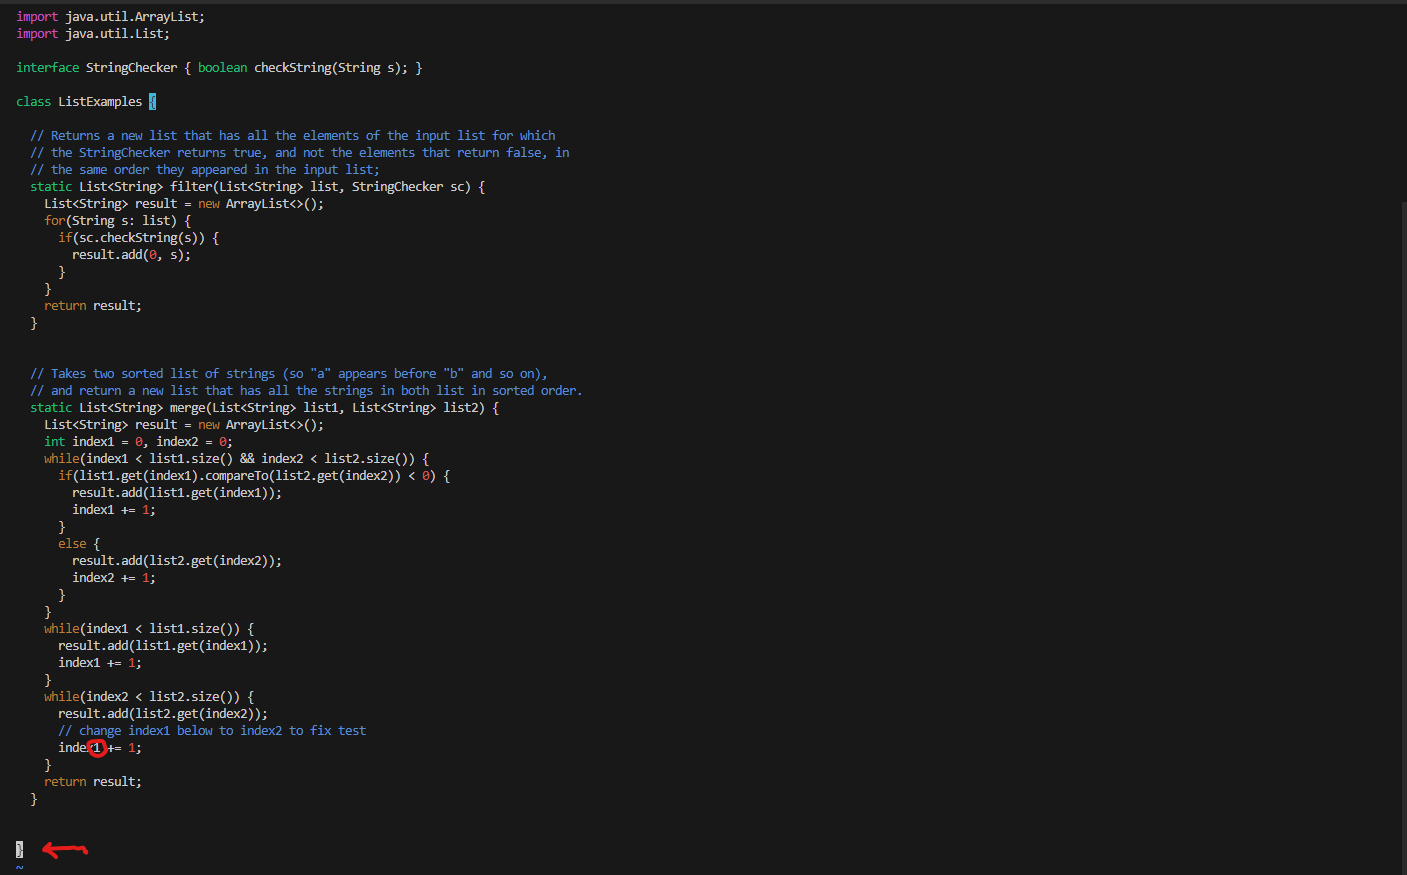 import java.util.ArrayList;
import java.util.List;
interface StringChecker { boolean checkString(String s); }
class ListExamples {
// Returns a new list that has all the elements of the input list for which
// the StringChecker returns true, and not the elements that return false, in
// the same order they appeared in the input list;
static List<String> filter(List<String> list, StringChecker sc) {
List<String> result = new ArrayList<>();
for(String s: list) {
if(sc.checkString(s)) {
result.add(0, s);
}
}
return result;
}
// Takes two sorted list of strings (so "a" appears before "b" and so on),
// and return a new list that has all the strings in both list in sorted order.
static List<String> merge(List<String> list1, List<String> list2) {
List<String> result = new ArrayList<>();
int index1 = 0, index2 = 0;
while(index1 < list1.size() && index2 < list2.size()) {
if(list1.get(index1).compareTo(list2.get(index2)) < 0) {
result.add(list1.get(index1));
index1 += 1;
}
else {
result.add(list2.get(index2));
index2 += 1;
}
}
while(index1 < list1.size()) {
result.add(list1.get(index1));
index1 += 1;
}
while(index2 < list2.size()) {
result.add(list2.get(index2));
// change index1 below to index2 to fix test
index1 += 1;
}
return result;
}
}
~